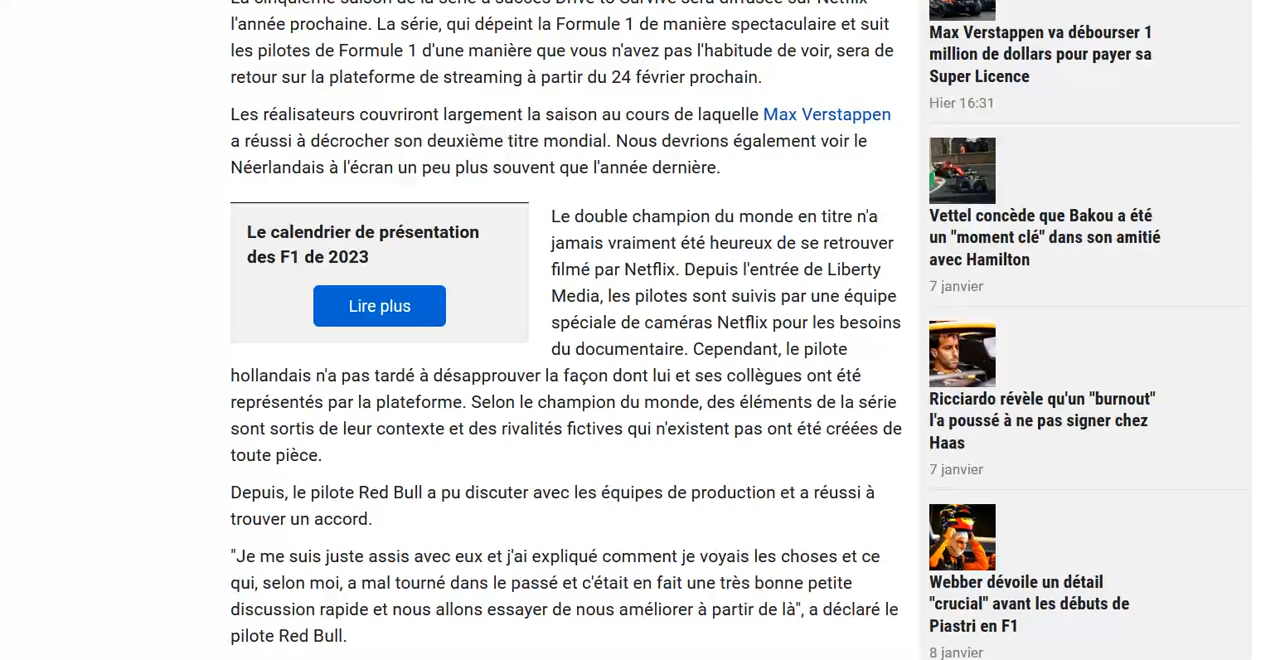 La cinquième saison de la série à succès Drive to Survive sera diffusée sur Netflix
l'année prochaine. La série, qui dépeint la Formule 1 de manière spectaculaire et suit
les pilotes de Formule 1 d'une manière que vous n'avez pas l'habitude de voir, sera de
retour sur la plateforme de streaming à partir du 24 février prochain.
Les réalisateurs couvriront largement la saison au cours de laquelle Max Verstappen
a réussi à décrocher son deuxième titre mondial. Nous devrions également voir le
Néerlandais à l'écran un peu plus souvent que l'année dernière.
Le calendrier de présentation
des F1 de 2023
Lire plus
Le double champion du monde en titre n'a
jamais vraiment été heureux de se retrouver
filmé par Netflix. Depuis l'entrée de Liberty
Media, les pilotes sont suivis par une équipe
spéciale de caméras Netflix pour les besoins
du documentaire. Cependant, le pilote
hollandais n'a pas tardé à désapprouver la façon dont lui et ses collègues ont été
représentés par la plateforme. Selon le champion du monde, des éléments de la série
sont sortis de leur contexte et des rivalités fictives qui n'existent pas ont été créées de
toute pièce.
Depuis, le pilote Red Bull a pu discuter avec les équipes de production et a réussi à
trouver un accord.
"Je me suis juste assis avec eux et j'ai expliqué comment je voyais les choses et ce
qui, selon moi, a mal tourné dans le passé et c'était en fait une très bonne petite
discussion rapide et nous allons essayer de nous améliorer à partir de là", a déclaré le
pilote Red Bull.
Max Verstappen va débourser 1
million de dollars pour payer sa
Super Licence
Hier 16:31
Vettel concède que Bakou a été
un "moment clé" dans son amitié
avec Hamilton
7 janvier
Ricciardo révèle qu'un "burnout"
l'a poussé à ne pas signer chez
Haas
7 janvier
Webber dévoile un détail
"crucial" avant les débuts de
Piastri en F1
8 janvier